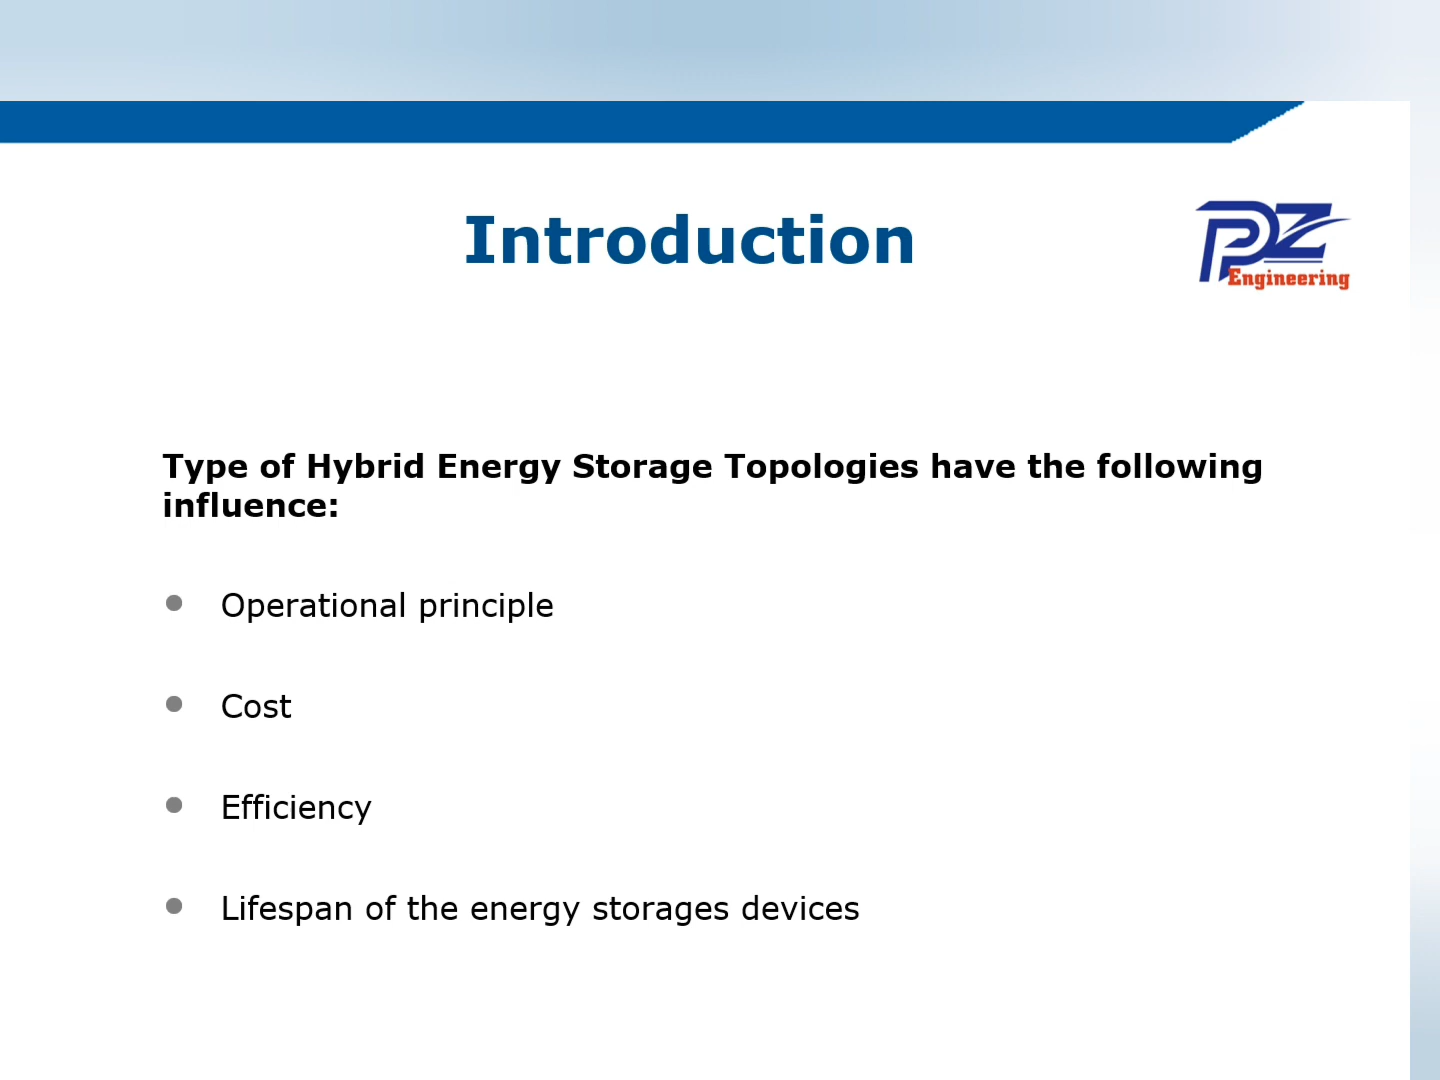 Introduction
PZ
Engineering
Type of Hybrid Energy Storage Topologies have the following
influence:
Operational principle
Cost
Efficiency
Lifespan of the energy storages devices